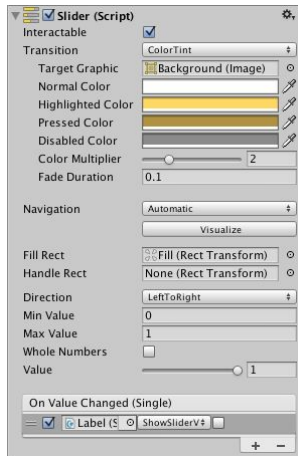 Slider (Script)
Interactable
Transition ColorTint
Target Graphic Background (Image)
Normal Color
Highlighted Color
Pressed Color
Disabled Color
Color Multiplier 2
Fade Duration 0.1
Navigation Automatic
Visualize
Fill Rect Fill (Rect Transform)
Handle Rect None (Rect Transform)
Direction LeftToRight
Min Value 0
Max Value 1
Whole Numbers
Value 1
On Value Changed (Single)
Label (S ShowSliderV
+ −